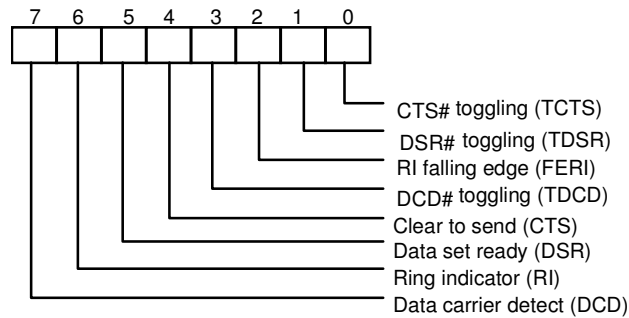 7 6 5 4 3 2 1 0
CTS# toggling (TCTS)
DSR# toggling (TDSR)
RI falling edge (FERI)
DCD# toggling (TDCD)
Clear to send (CTS)
Data set ready (DSR)
Ring indicator (RI)
Data carrier detect (DCD)